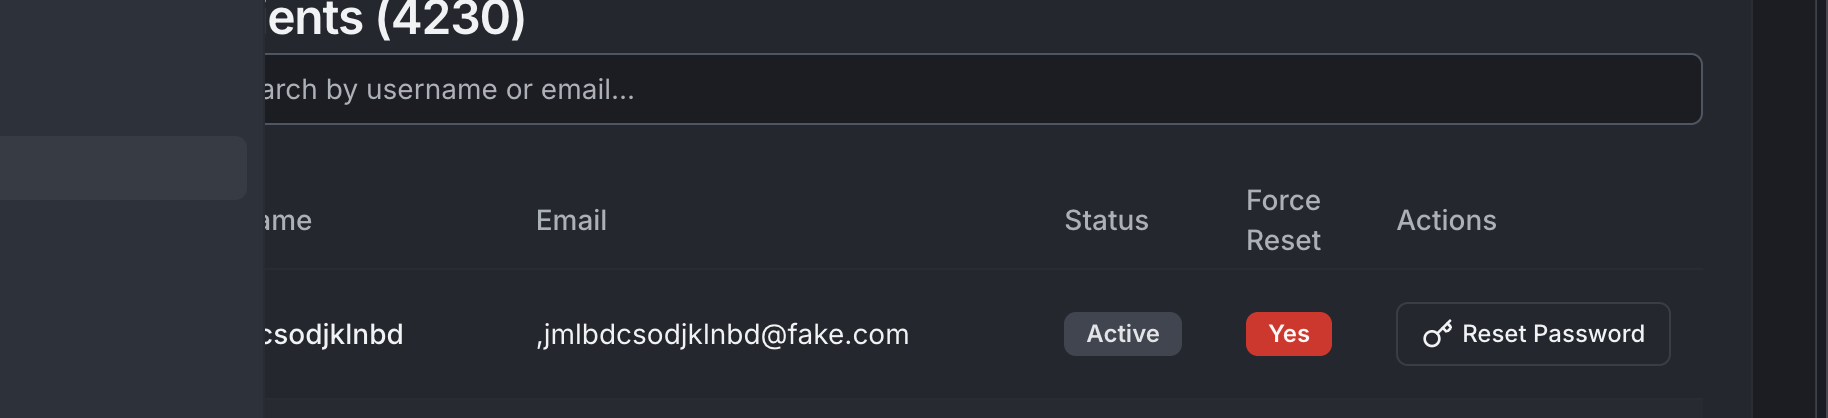 ents (4230)
arch by username or email...
ame Email Status Force Reset Actions
csodjklnbd ,jmlbdcsodjklnbd@fake.com Active Yes Reset Password